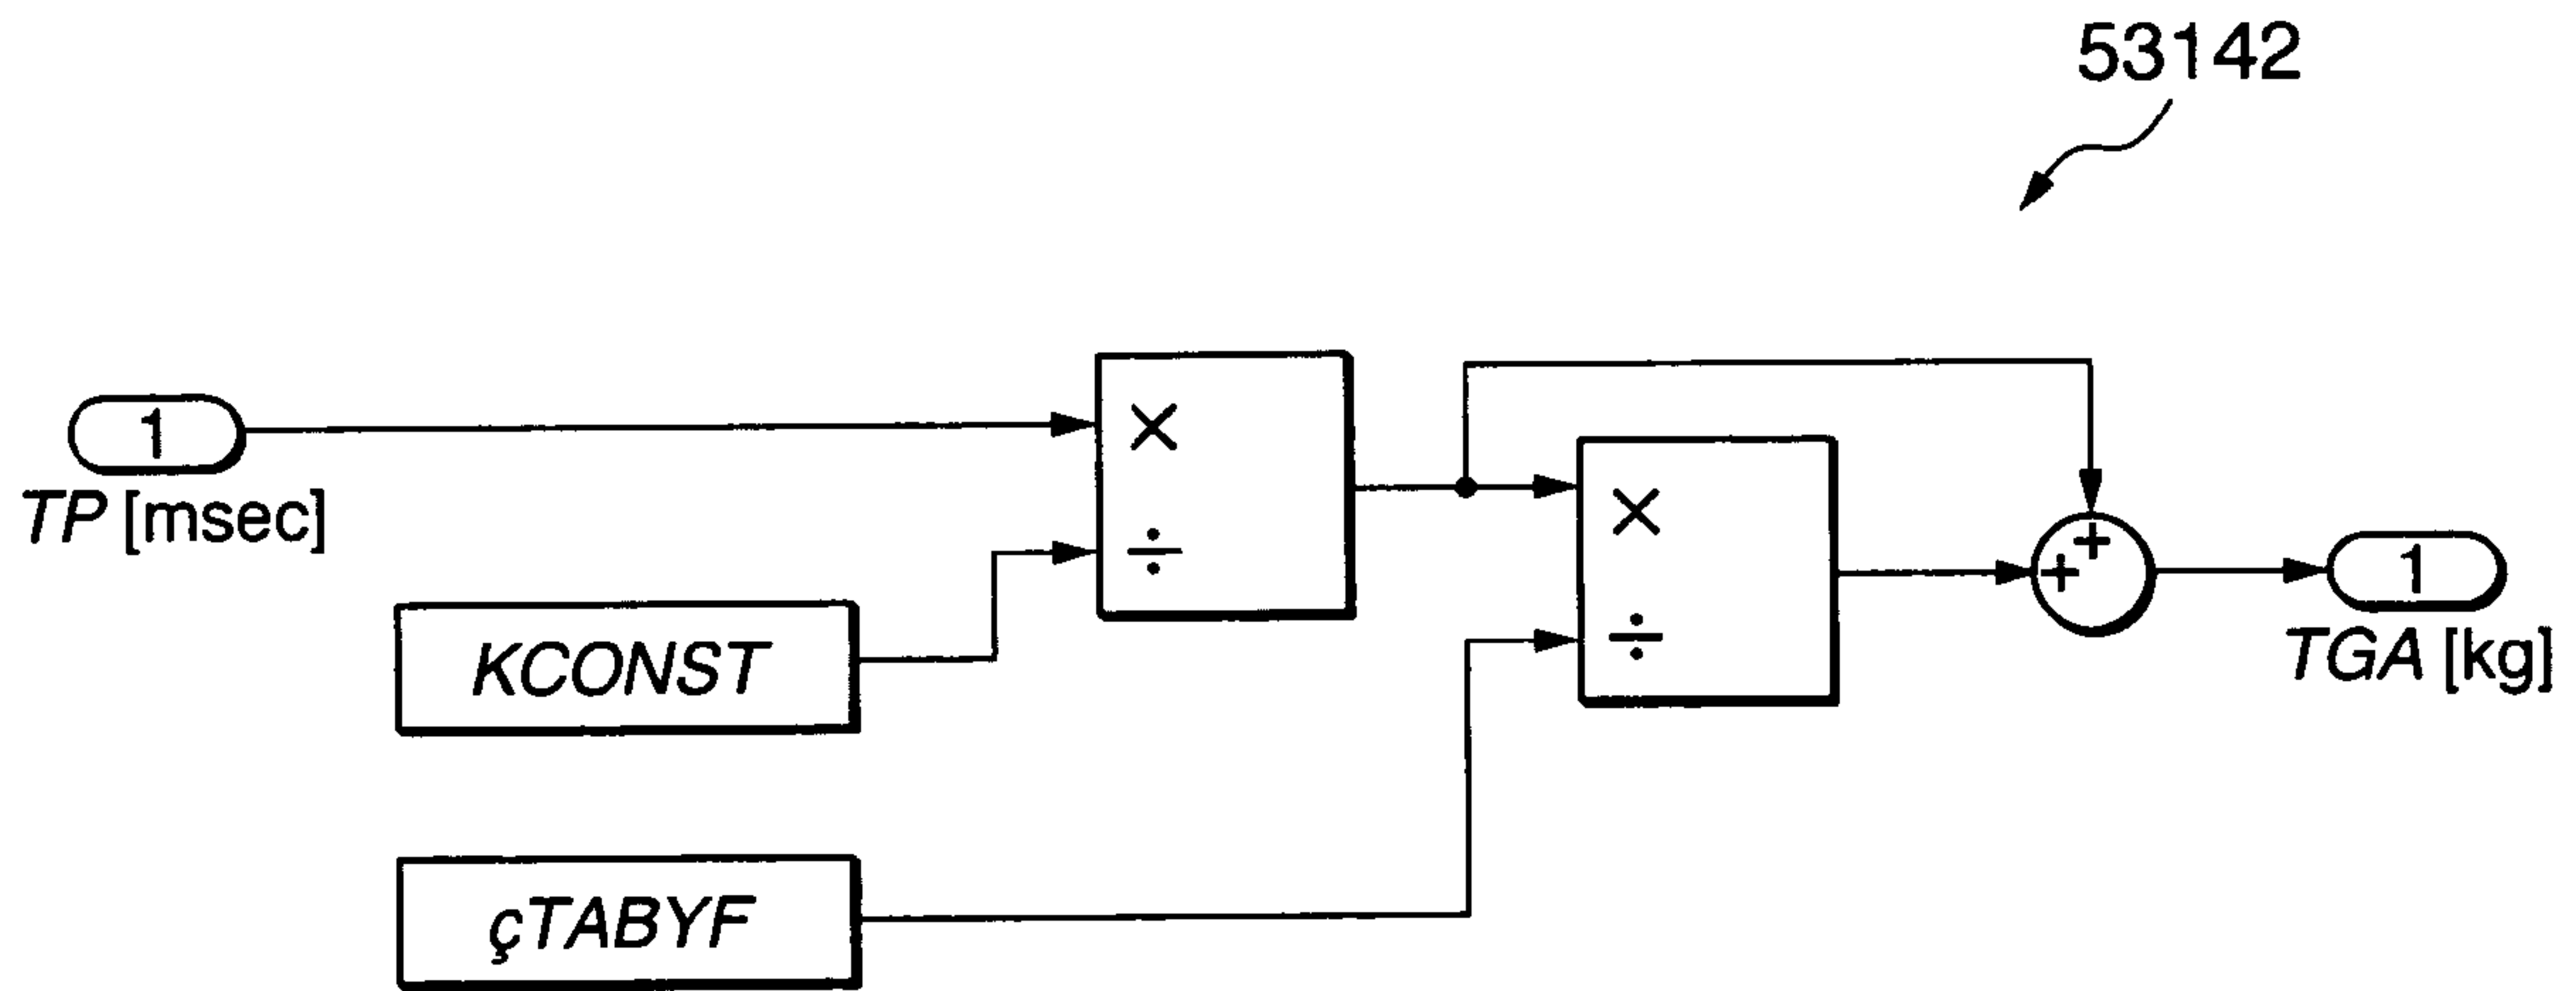 53142
1
TP [msec]
×
÷
KCONST
×
÷
+
+
1
TGA [kg]
çTABYF